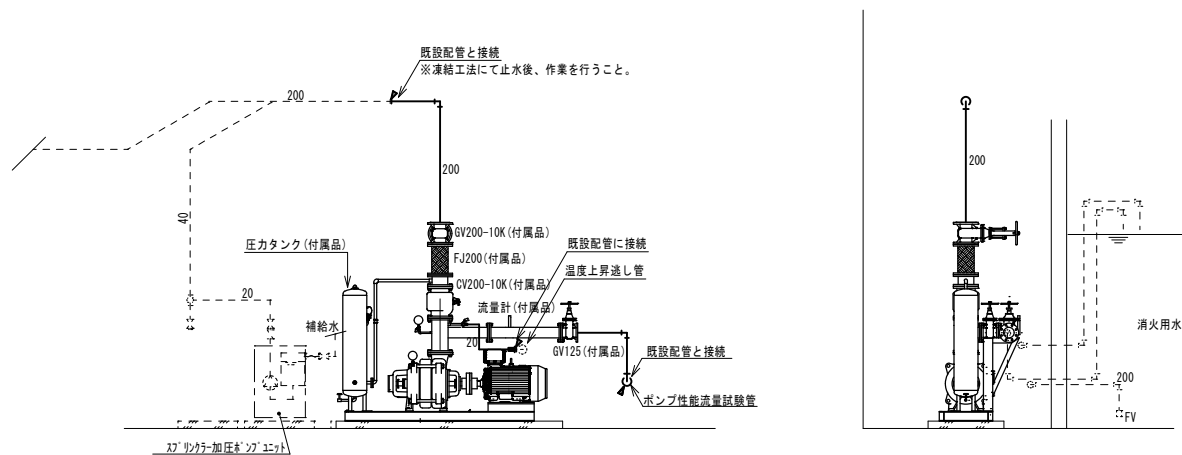 既設配管と接続
※凍結工法にて止水後、作業を行うこと。
200
200
40
GV200-10K(付属品)
既設配管に接続
圧力タンク(付属品)
FJ200(付属品)
温度上昇逃し管
CV200-10K(付属品)
20
流量計(付属品)
補給水
20
GV125(付属品)
既設配管と接続
ポンプ性能流量試験管
スプリンクラー加圧ポンプユニット
200
消火用水
200
FV